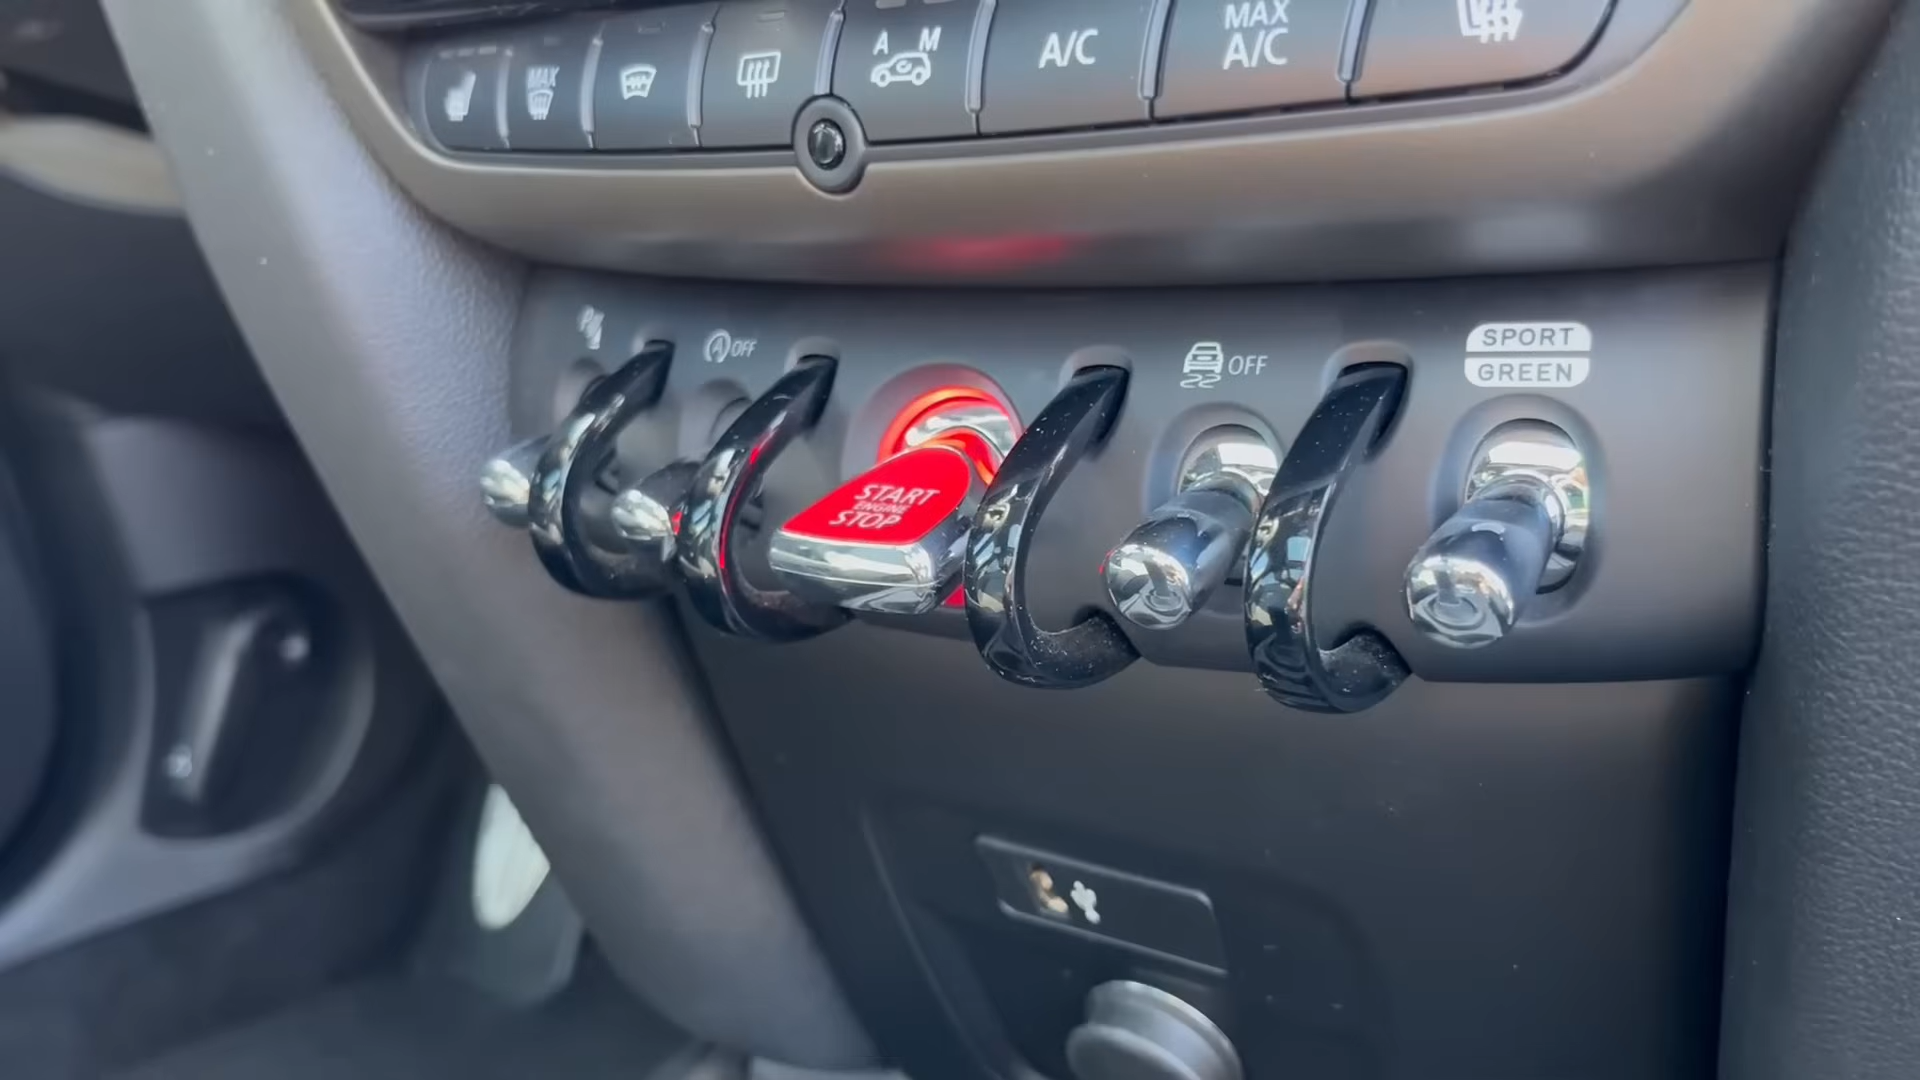 MAX
A M
A/C
MAX
A/C
P
A OFF
START
ENGINE
STOP
OFF
SPORT
GREEN